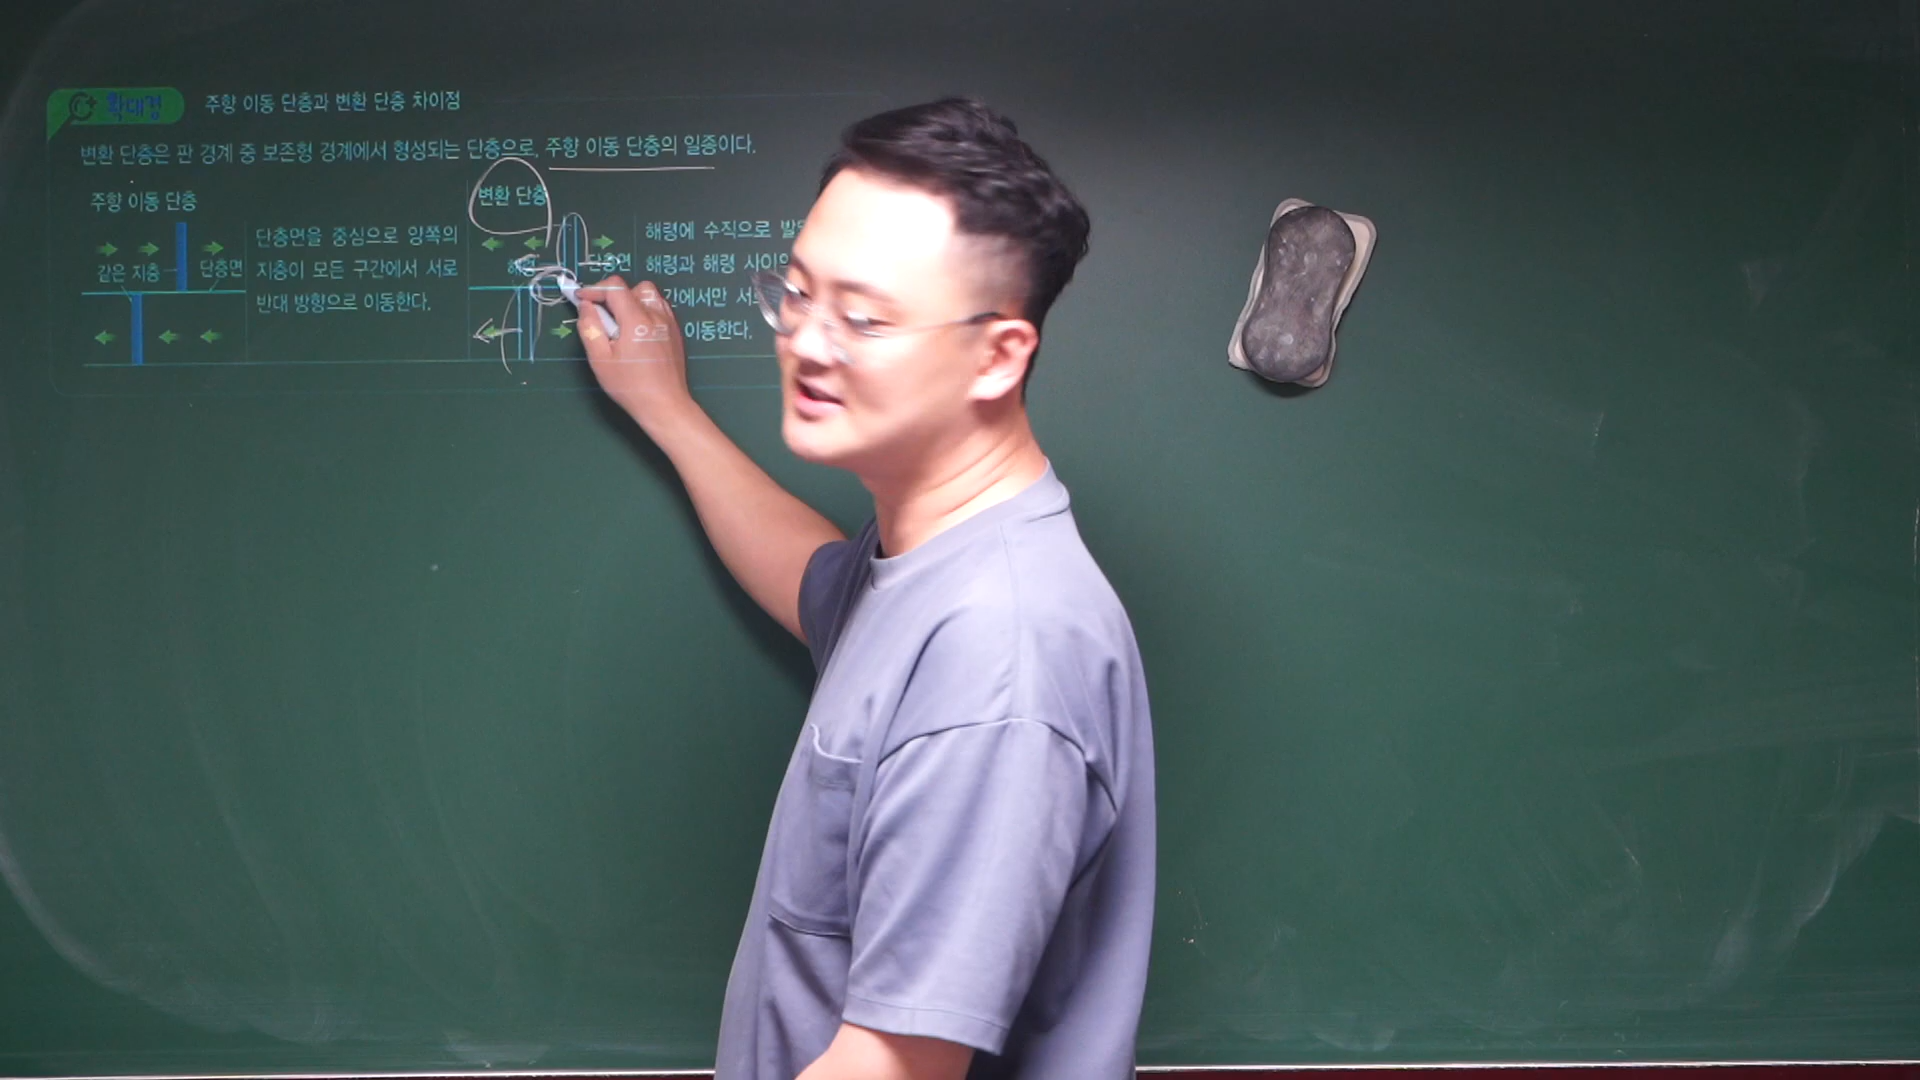 확대경
주향 이동 단층과 변환 단층 차이점
변환 단층은 판 경계 중 보존형 경계에서 형성되는 단층으로, 주향 이동 단층의 일종이다.
주향 이동 단층
같은 지층
단층면
단층면을 중심으로 양쪽의
지층이 모든 구간에서 서로
반대 방향으로 이동한다.
변환 단층
해령
단층면
해령에 수직으로
해령과 해령 사이의
구간에서만
으로 이동한다.